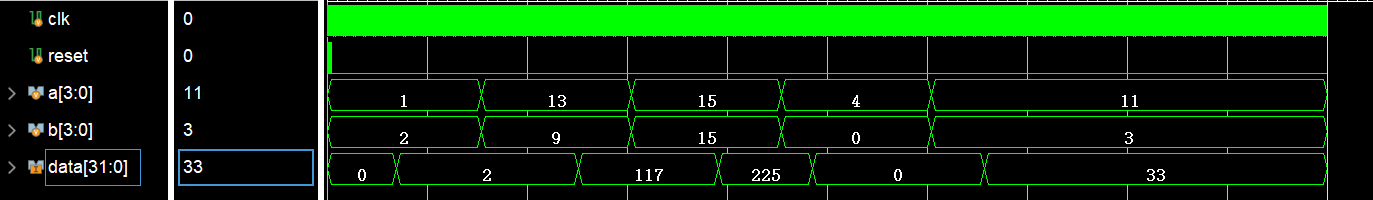 clk 0
reset 0
a[3:0] 11 1 13 15 4 11
b[3:0] 3 2 9 15 0 3
data[31:0] 33 0 2 117 225 0 33